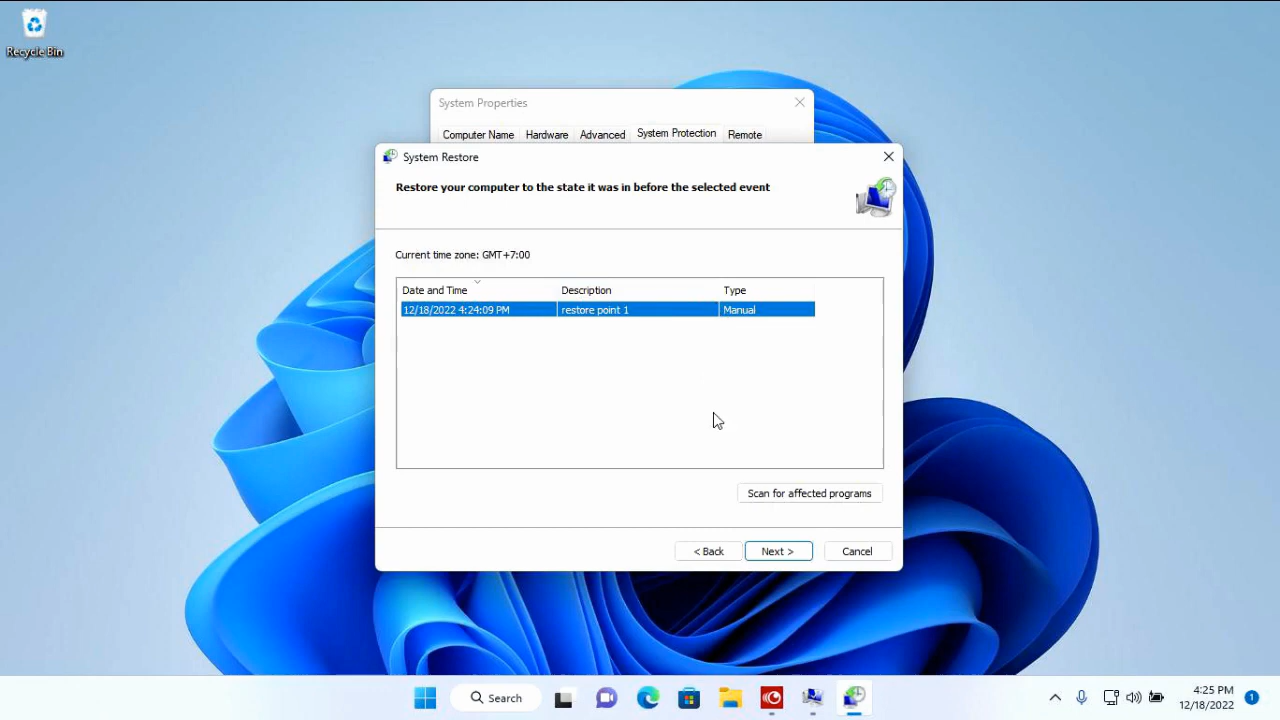 Recycle Bin
System Properties
Computer Name Hardware Advanced System Protection Remote
System Restore
Restore your computer to the state it was in before the selected event
Current time zone: GMT+7:00
Date and Time Description Type
12/18/2022 4:24:09 PM restore point 1 Manual
Scan for affected programs
< Back Next > Cancel
Search
4:25 PM
12/18/2022
1